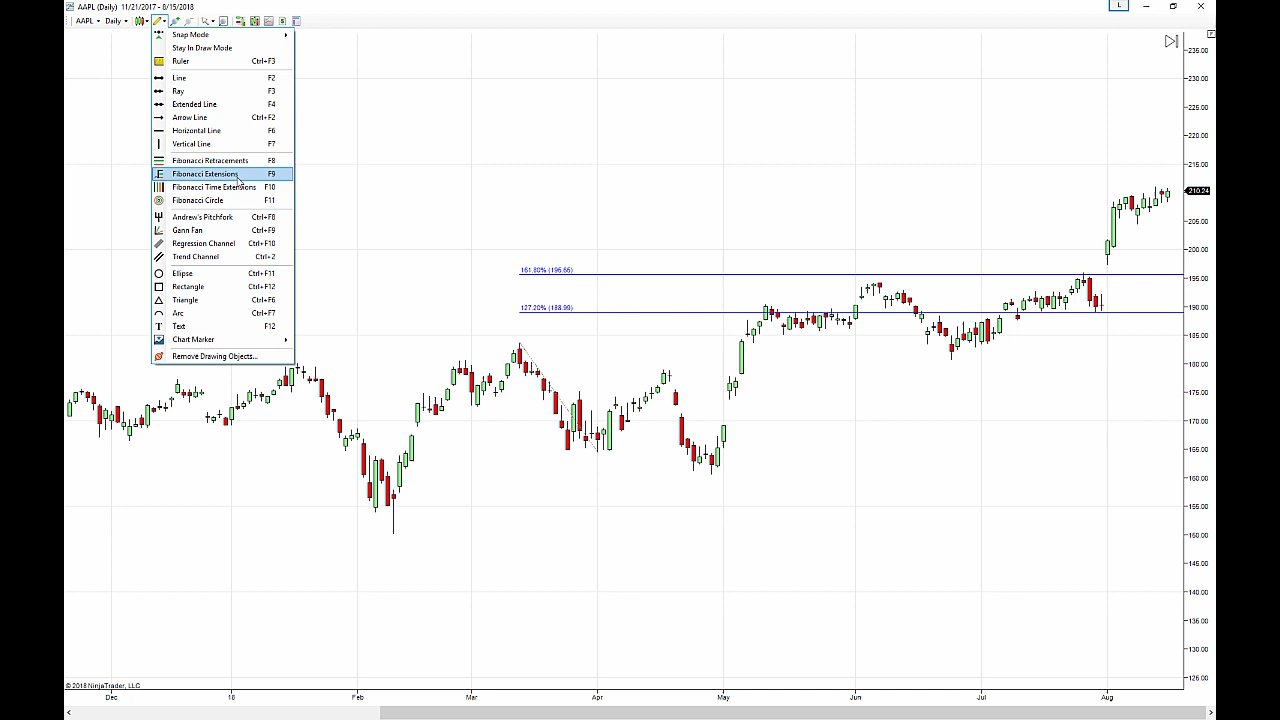 AAPL (Daily) 11/21/2017 - 8/15/2018
L
AAPL Daily
F
Snap Mode
Stay In Draw Mode
Ruler Ctrl+F3
Line F2
Ray F3
Extended Line F4
Arrow Line Ctrl+F2
Horizontal Line F6
Vertical Line F7
Fibonacci Retracements F8
Fibonacci Extensions F9
Fibonacci Time Extensions F10
Fibonacci Circle F11
Andrew's Pitchfork Ctrl+F8
Gann Fan Ctrl+F9
Regression Channel Ctrl+F10
Trend Channel Ctrl+2
Ellipse Ctrl+F11
Rectangle Ctrl+F12
Triangle Ctrl+F6
Arc Ctrl+F7
Text F12
Chart Marker
Remove Drawing Objects...
161.80% (196.66)
127.20% (188.99)
235.00
230.00
225.00
220.00
215.00
210.24
205.00
200.00
195.00
190.00
185.00
180.00
175.00
170.00
165.00
160.00
155.00
150.00
145.00
140.00
135.00
130.00
125.00
© 2018 NinjaTrader, LLC
Dec 18 Feb Mar Apr May Jun Jul Aug